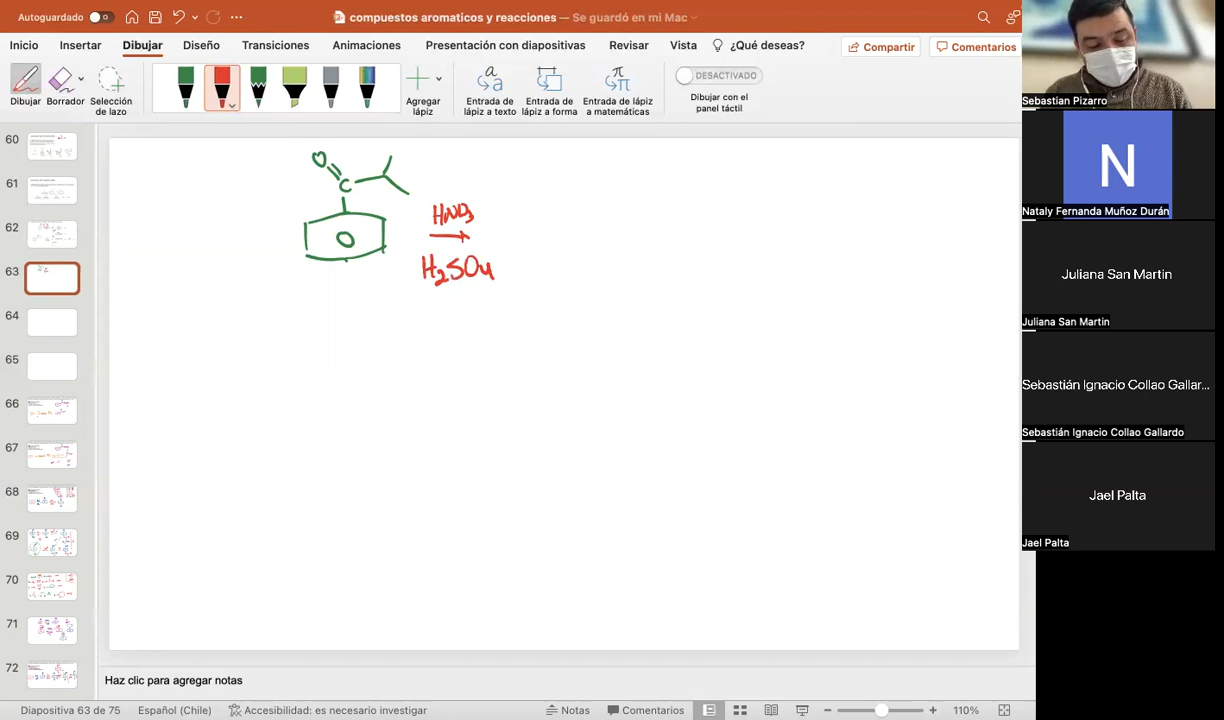 Autoguardado
compuestos aromaticos y reacciones — Se guardó en mi Mac
Inicio
Insertar
Dibujar
Diseño
Transiciones
Animaciones
Presentación con diapositivas
Revisar
Vista
¿Qué deseas?
Compartir
Comentarios
Dibujar
Borrador
Selección de lazo
Agregar lápiz
Entrada de lápiz a texto
Entrada de lápiz a forma
Entrada de lápiz a matemáticas
DESACTIVADO
Dibujar con el panel táctil
60
61
62
63
64
65
66
67
68
69
70
71
72
O
C
HNO3
H2SO4
Sebastian Pizarro
N
Nataly Fernanda Muñoz Durán
Juliana San Martin
Juliana San Martin
Sebastián Ignacio Collao Gallar...
Sebastián Ignacio Collao Gallardo
Jael Palta
Jael Palta
Haz clic para agregar notas
Diapositiva 63 de 75
Español (Chile)
Accesibilidad: es necesario investigar
Notas
Comentarios
110%